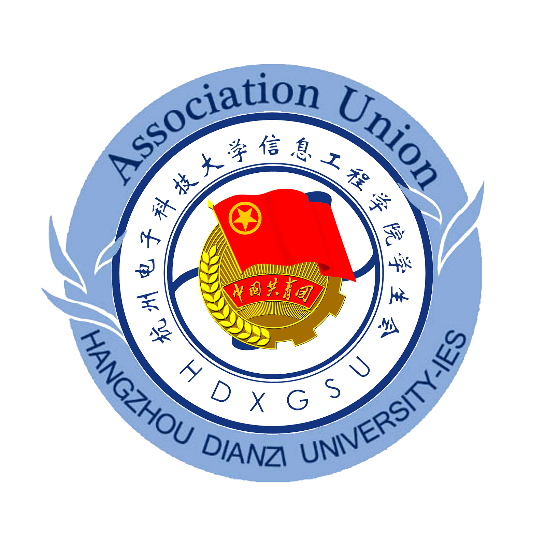 Association Union
杭州电子科技大学信息工程学院学生会
中国共青团
HDXGSU
HANGZHOU DIANZI UNIVERSITY-IES